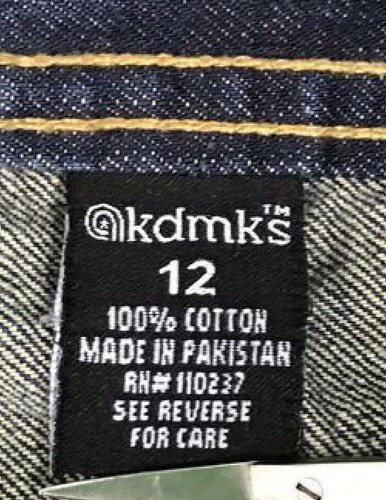 kdmk's™
12
100% COTTON
MADE IN PAKISTAN
RN# 110237
SEE REVERSE
FOR CARE